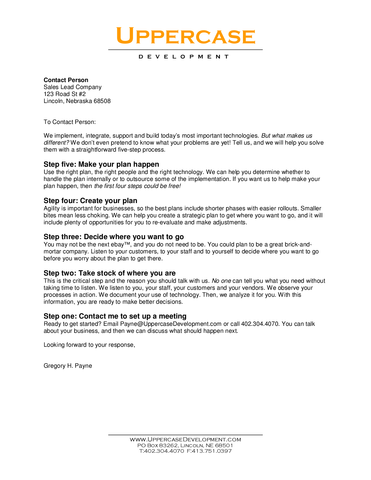 UPPERCASE
DEVELOPMENT
Contact Person
Sales Lead Company
123 Road St #2
Lincoln, Nebraska 68508
To Contact Person:
We implement, integrate, support and build today's most important technologies. But what makes us
different? We don't even pretend to know what your problems are yet! Tell us, and we will help you solve
them with a straightforward five-step process.
Step five: Make your plan happen
Use the right plan, the right people and the right technology. We can help you determine whether to
handle the plan internally or to outsource some of the implementation. If you want us to help make your
plan happen, then the first four steps could be free!
Step four: Create your plan
Agility is important for businesses, so the best plans include shorter phases with easier rollouts. Smaller
bites mean less choking. We can help you create a strategic plan to get where you want to go, and it will
include plenty of opportunities for you to re-evaluate and make adjustments.
Step three: Decide where you want to go
You may not be the next ebay™, and you do not need to be. You could plan to be a great brick-and-
mortar company. Listen to your customers, to your staff and to yourself to decide where you want to go
before you worry about the plan to get there.
Step two: Take stock of where you are
This is the critical step and the reason you should talk with us. No one can tell you what you need without
taking time to listen. We listen to you, your staff, your customers and your vendors. We observe your
processes in action. We document your use of technology. Then, we analyze it for you. With this
information, you are ready to make better decisions.
Step one: Contact me to set up a meeting
Ready to get started? Email Payne@UppercaseDevelopment.com or call 402.304.4070. You can talk
about your business, and then we can discuss what should happen next.
Looking forward to your response,
Gregory H. Payne
WWW.UPPERCASEDEVELOPMENT.COM
PO BOX 83262, LINCOLN, NE 68501
T:402.304.4070 F:413.751.0397